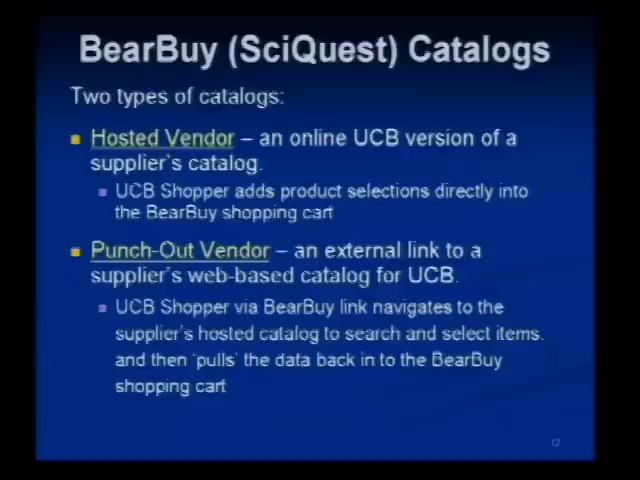 BearBuy (SciQuest) Catalogs
Two types of catalogs:
Hosted Vendor – an online UCB version of a
supplier's catalog.
UCB Shopper adds product selections directly into
the BearBuy shopping cart
Punch-Out Vendor – an external link to a
supplier's web-based catalog for UCB.
UCB Shopper via BearBuy link navigates to the
supplier's hosted catalog to search and select items.
and then 'pulls' the data back in to the BearBuy
shopping cart
12